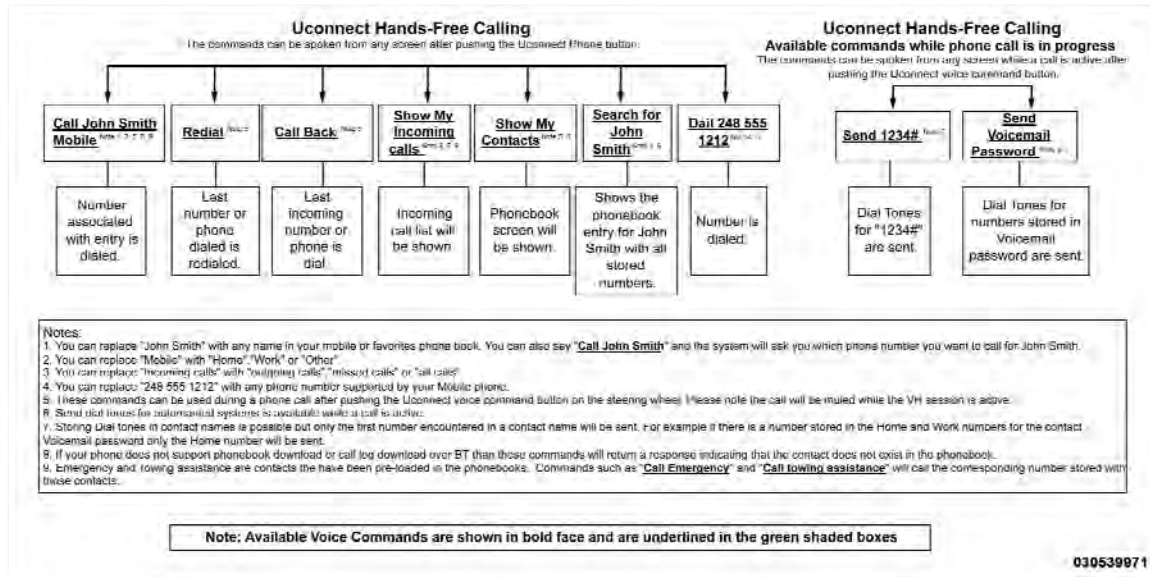 Uconnect Hands-Free Calling
The commands can be spoken from any screen after pushing the Uconnect Phone button.
Uconnect Hands-Free Calling
Available commands while phone call is in progress
The commands can be spoken from any screen while a call is active after
pushing the Uconnect voice command button.
Call John Smith
Mobile
Redial
Call Back
Show My
Incoming
calls
Show My
Contacts
Search for
John
Smith
Dail 248 555
1212
Send 1234#
Send
Voicemail
Password
Number
associated
with entry is
dialed.
Last
number or
phone
dialed is
redialed.
Last
incoming
number or
phone is
dial.
Incoming
call list will
be shown.
Phonebook
screen will
be shown.
Shows the
phonebook
entry for John
Smith with all
stored
numbers.
Number is
dialed.
Dial Tones
for "1234#"
are sent.
Dial Tones for
numbers stored in
Voicemail
password are sent.
Notes:
1. You can replace "John Smith" with any name in your mobile or favorites phone book. You can also say "Call John Smith" and the system will ask you which phone number you want to call for John Smith.
2. You can replace "Mobile" with "Home","Work" or "Other".
3. You can replace "Incoming calls" with "outgoing calls","missed calls" or "all calls"
4. You can replace "248 555 1212" with any phone number supported by your Mobile phone.
5. These commands can be used during a phone call after pushing the Uconnect voice command button on the steering wheel. Please note the call will be muted while the VR session is active.
6. Send dial tones for automated systems is available while a call is active.
7. Storing Dial tones in contact names is possible but only the first number encountered in a contact name will be sent. For example if there is a number stored in the Home and Work numbers for the contact
Voicemail password only the Home number will be sent.
8. If your phone does not support phonebook download or call log download over BT than these commands will return a response indicating that the contact does not exist in the phonebook.
9. Emergency and Towing assistance are contacts the have been pre-loaded in the phonebooks. Commands such as "Call Emergency" and "Call towing assistance" will call the corresponding number stored with
those contacts.
Note: Available Voice Commands are shown in bold face and are underlined in the green shaded boxes
030539971